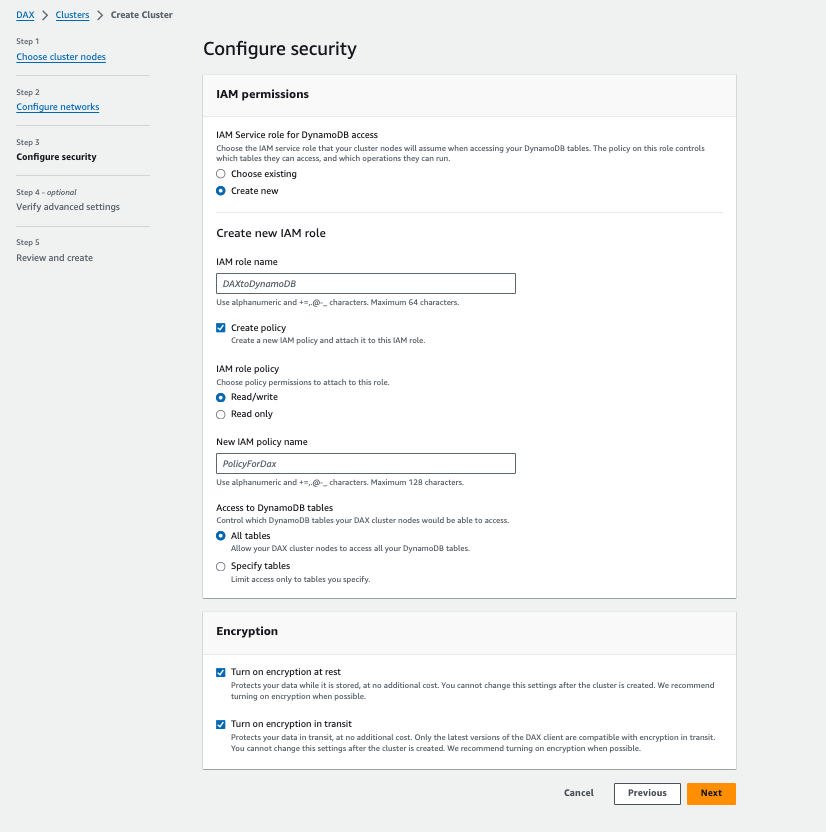 DAX > Clusters > Create Cluster
Step 1
Choose cluster nodes
Step 2
Configure networks
Step 3
Configure security
Step 4 - optional
Verify advanced settings
Step 5
Review and create
Configure security
IAM permissions
IAM Service role for DynamoDB access
Choose the IAM service role that your cluster nodes will assume when accessing your DynamoDB tables. The policy on this role controls
which tables they can access, and which operations they can run.
Choose existing
Create new
Create new IAM role
IAM role name
DAXtoDynamoDB
Use alphanumeric and +=,.@-_ characters. Maximum 64 characters.
Create policy
Create a new IAM policy and attach it to this IAM role.
IAM role policy
Choose policy permissions to attach to this role.
Read/write
Read only
New IAM policy name
PolicyForDax
Use alphanumeric and +=,.@-_ characters. Maximum 128 characters.
Access to DynamoDB tables
Control which DynamoDB tables your DAX cluster nodes would be able to access.
All tables
Allow your DAX cluster nodes to access all your DynamoDB tables.
Specify tables
Limit access only to tables you specify.
Encryption
Turn on encryption at rest
Protects your data while it is stored, at no additional cost. You cannot change this settings after the cluster is created. We recommend
turning on encryption when possible.
Turn on encryption in transit
Protects your data in transit, at no additional cost. Only the latest versions of the DAX client are compatible with encryption in transit.
You cannot change this settings after the cluster is created. We recommend turning on encryption when possible.
Cancel
Previous
Next